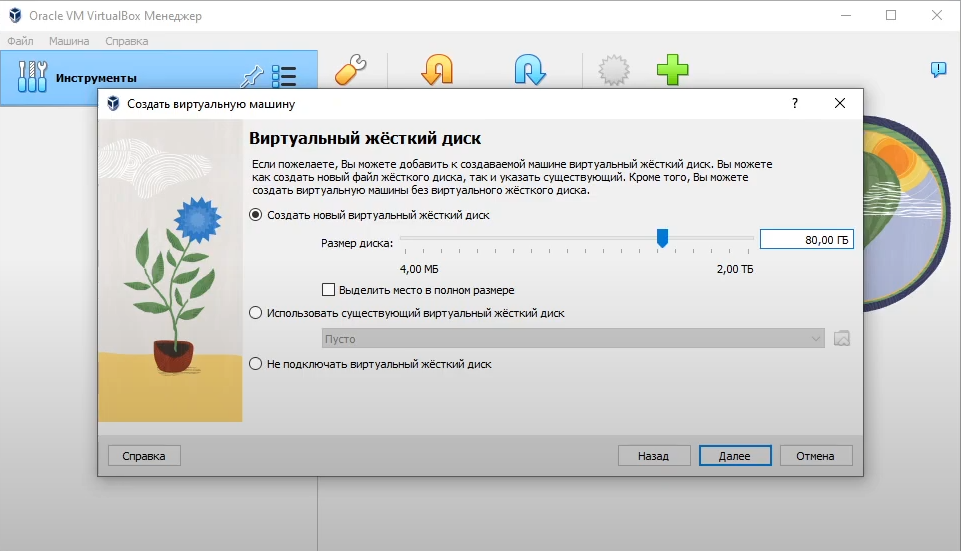 Oracle VM VirtualBox Менеджер
Файл Машина Справка
Инструменты
Создать виртуальную машину
?
Виртуальный жёсткий диск
Если пожелаете, Вы можете добавить к создаваемой машине виртуальный жёсткий диск. Вы можете
как создать новый файл жёсткого диска, так и указать существующий. Кроме того, Вы можете
создать виртуальную машины без виртуального жёсткого диска.
Создать новый виртуальный жёсткий диск
Размер диска:
80,00 ГБ
4,00 МБ 2,00 ТБ
Выделить место в полном размере
Использовать существующий виртуальный жёсткий диск
Пусто
Не подключать виртуальный жёсткий диск
Справка Назад Далее Отмена